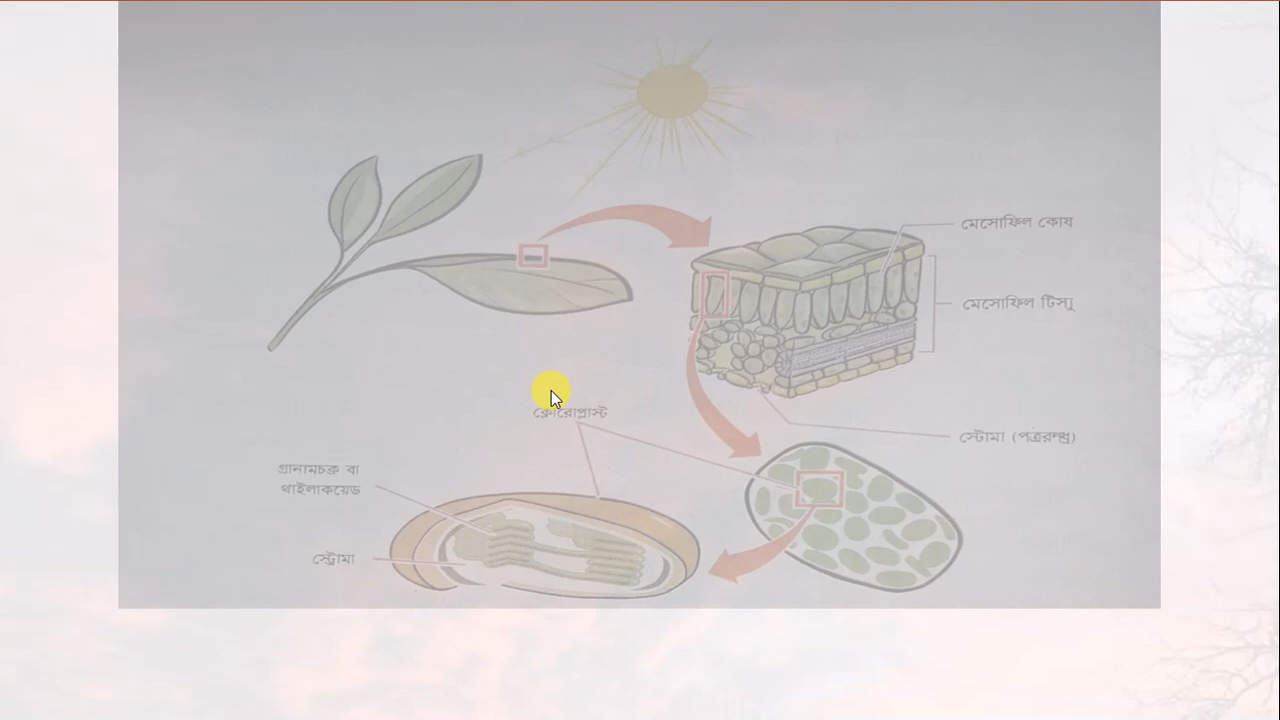 মেসোফিল কোষ
মেসোফিল টিস্যু
ক্লোরোপ্লাস্ট
স্টোমা (পত্ররন্ধ্র)
গ্রানামচক্র বা
থাইলাকয়েড
স্ট্রোমা